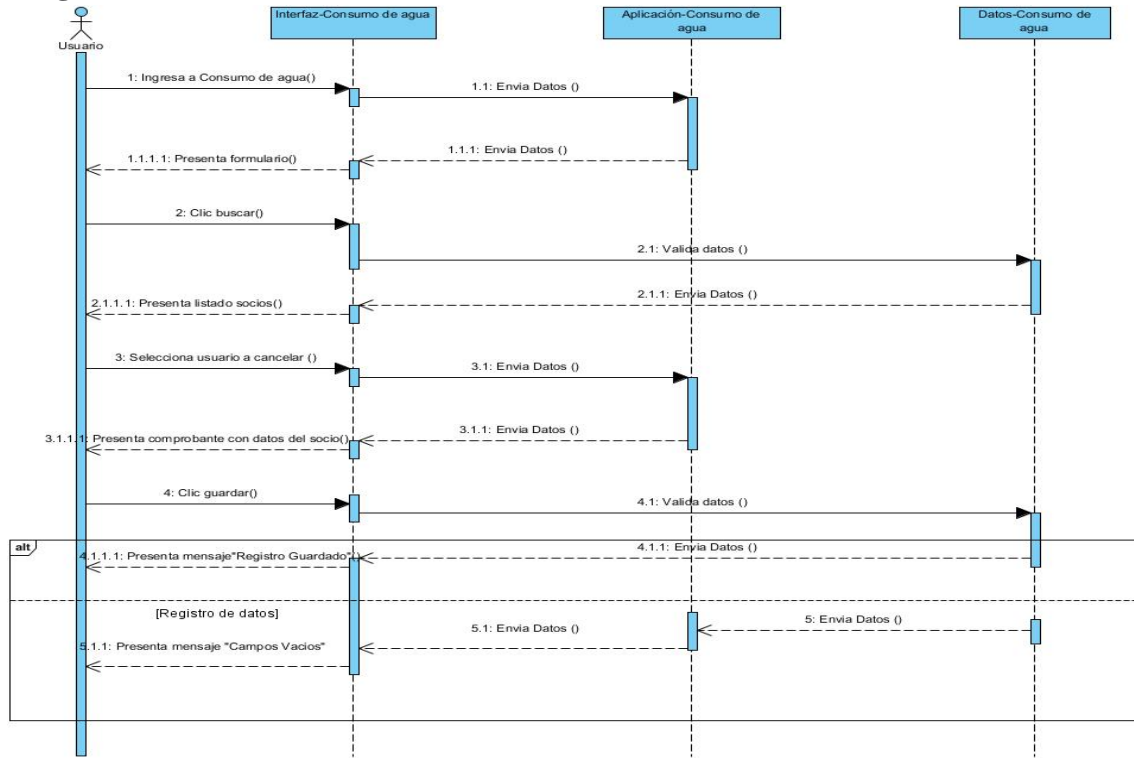 Interfaz-Consumo de agua
Aplicación-Consumo de
agua
Datos-Consumo de
agua
Usuario
1: Ingresa a Consumo de agua()
1.1: Envia Datos ()
1.1.1: Envia Datos ()
1.1.1.1: Presenta formulario()
2: Clic buscar()
2.1: Valida datos ()
2.1.1: Envia Datos ()
2.1.1.1: Presenta listado socios()
3: Selecciona usuario a cancelar ()
3.1: Envia Datos ()
3.1.1: Envia Datos ()
3.1.1.1: Presenta comprobante con datos del socio()
4: Clic guardar()
4.1: Valida datos ()
alt
4.1.1: Envia Datos ()
4.1.1.1: Presenta mensaje"Registro Guardado"()
[Registro de datos]
5: Envia Datos ()
5.1: Envia Datos ()
5.1.1: Presenta mensaje "Campos Vacios"